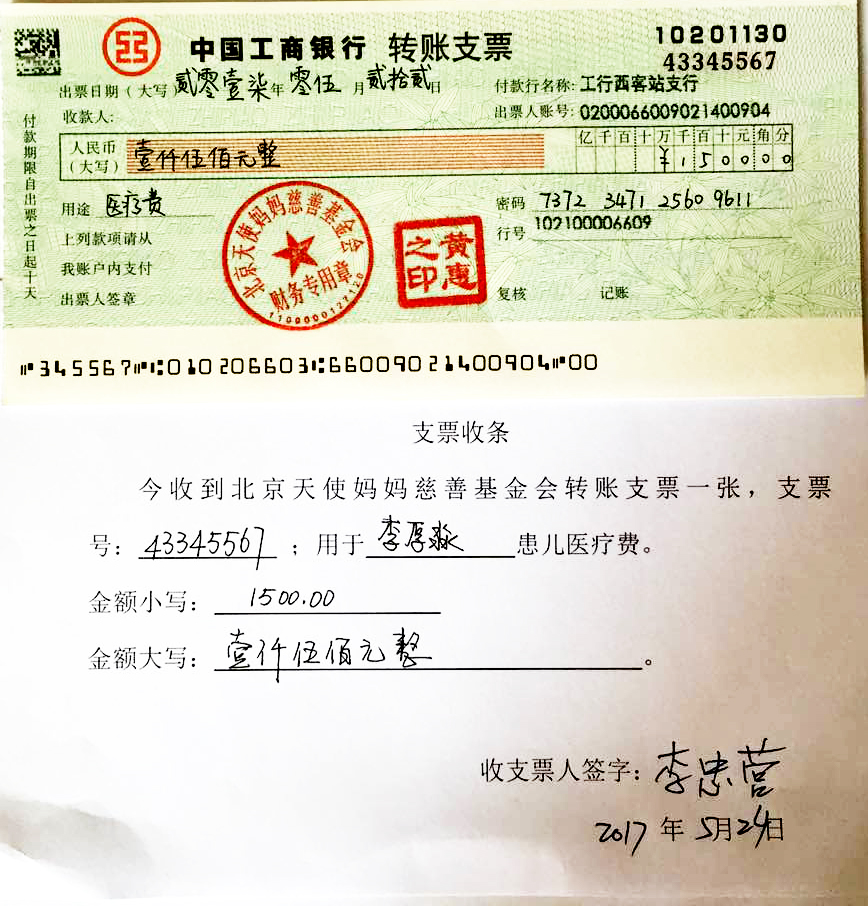 中国工商银行 转账支票
10201130
43345567
出票日期(大写)贰零壹柒年 零伍 月 贰拾贰日
付款行名称:工行西客站支行
收款人:
出票人账号:0200066009021400904
人民币(大写) 壹仟伍佰元整
亿千百十万千百十元角分
¥150000
用途 医疗费
密码 7372 3471 2560 9611
行号 102100006609
上列款项请从
我账户内支付
出票人签章
复核 记账
付款期限自出票之日起十天
北京天使妈妈慈善基金会
财务专用章
1100000127120
黄惠之印
⑈345567⑈⑆010206603⑆66009021400904⑈00
支票收条
今收到北京天使妈妈慈善基金会转账支票一张,支票
号:43345567;用于李厚淼患儿医疗费。
金额小写:1500.00
金额大写:壹仟伍佰元整。
收支票人签字:李忠营
2017年5月24日